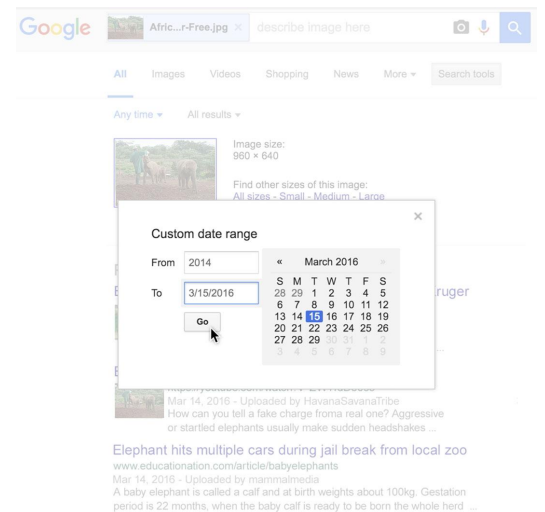 Google Afric...r-Free.jpg × describe image here
All Images Videos Shopping News More Search tools
Any time All results
Image size:
960 × 640
Find other sizes of this image:
All sizes - Small - Medium - Large
×
Custom date range
From 2014
To 3/15/2016
Go
« March 2016 »
S M T W T F S
28 29 1 2 3 4 5
6 7 8 9 10 11 12
13 14 15 16 17 18 19
20 21 22 23 24 25 26
27 28 29 30 31 1 2
3 4 5 6 7 8 9
ruger
Mar 14, 2016 - Uploaded by HavanaSavanaTribe
How can you tell a fake charge froma real one? Aggressive
or startled elephants usually make sudden headshakes ...
Elephant hits multiple cars during jail break from local zoo
www.educationation.com/article/babyelephants
Mar 14, 2016 - Uploaded by mammalmedia
A baby elephant is called a calf and at birth weights about 100kg. Gestation
period is 22 months, when the baby calf is ready to be born the whole herd ...